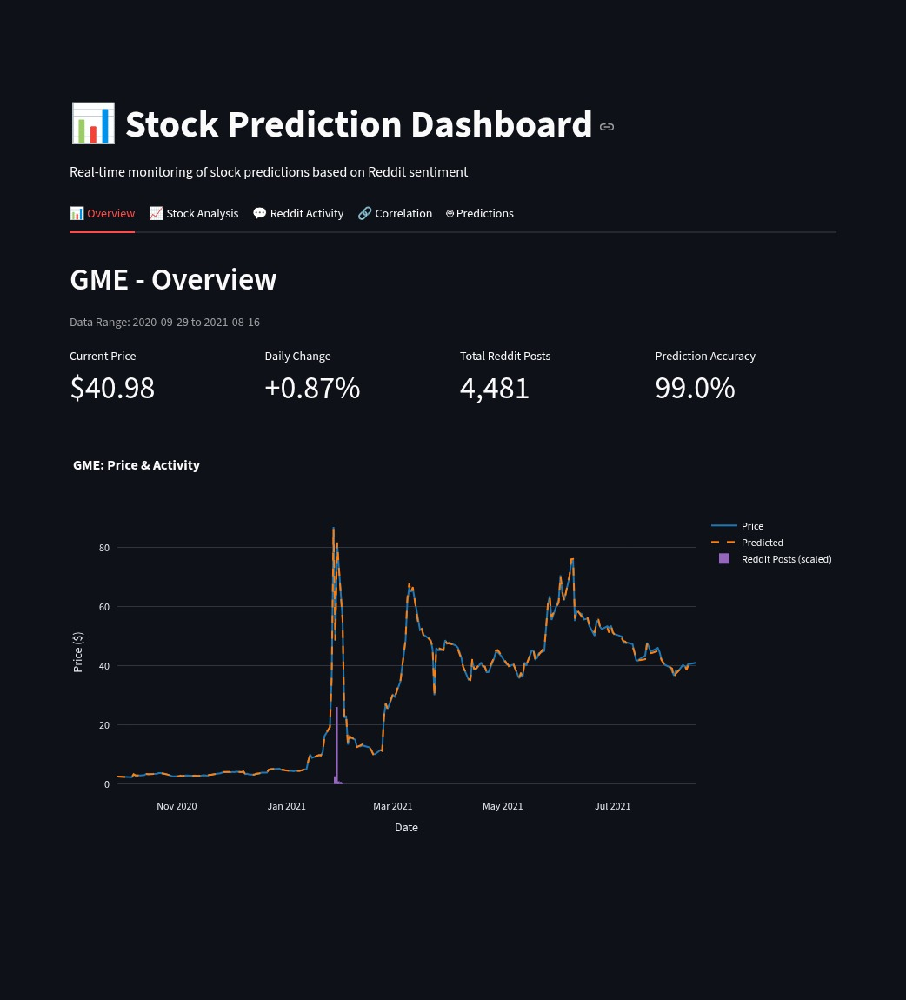 Stock Prediction Dashboard
Real-time monitoring of stock predictions based on Reddit sentiment
Overview Stock Analysis Reddit Activity Correlation Predictions
GME - Overview
Data Range: 2020-09-29 to 2021-08-16
Current Price Daily Change Total Reddit Posts Prediction Accuracy
$40.98 +0.87% 4,481 99.0%
GME: Price & Activity
Price
Predicted
Reddit Posts (scaled)
80
60
40
20
0
Price ($)
Nov 2020 Jan 2021 Mar 2021 May 2021 Jul 2021
Date